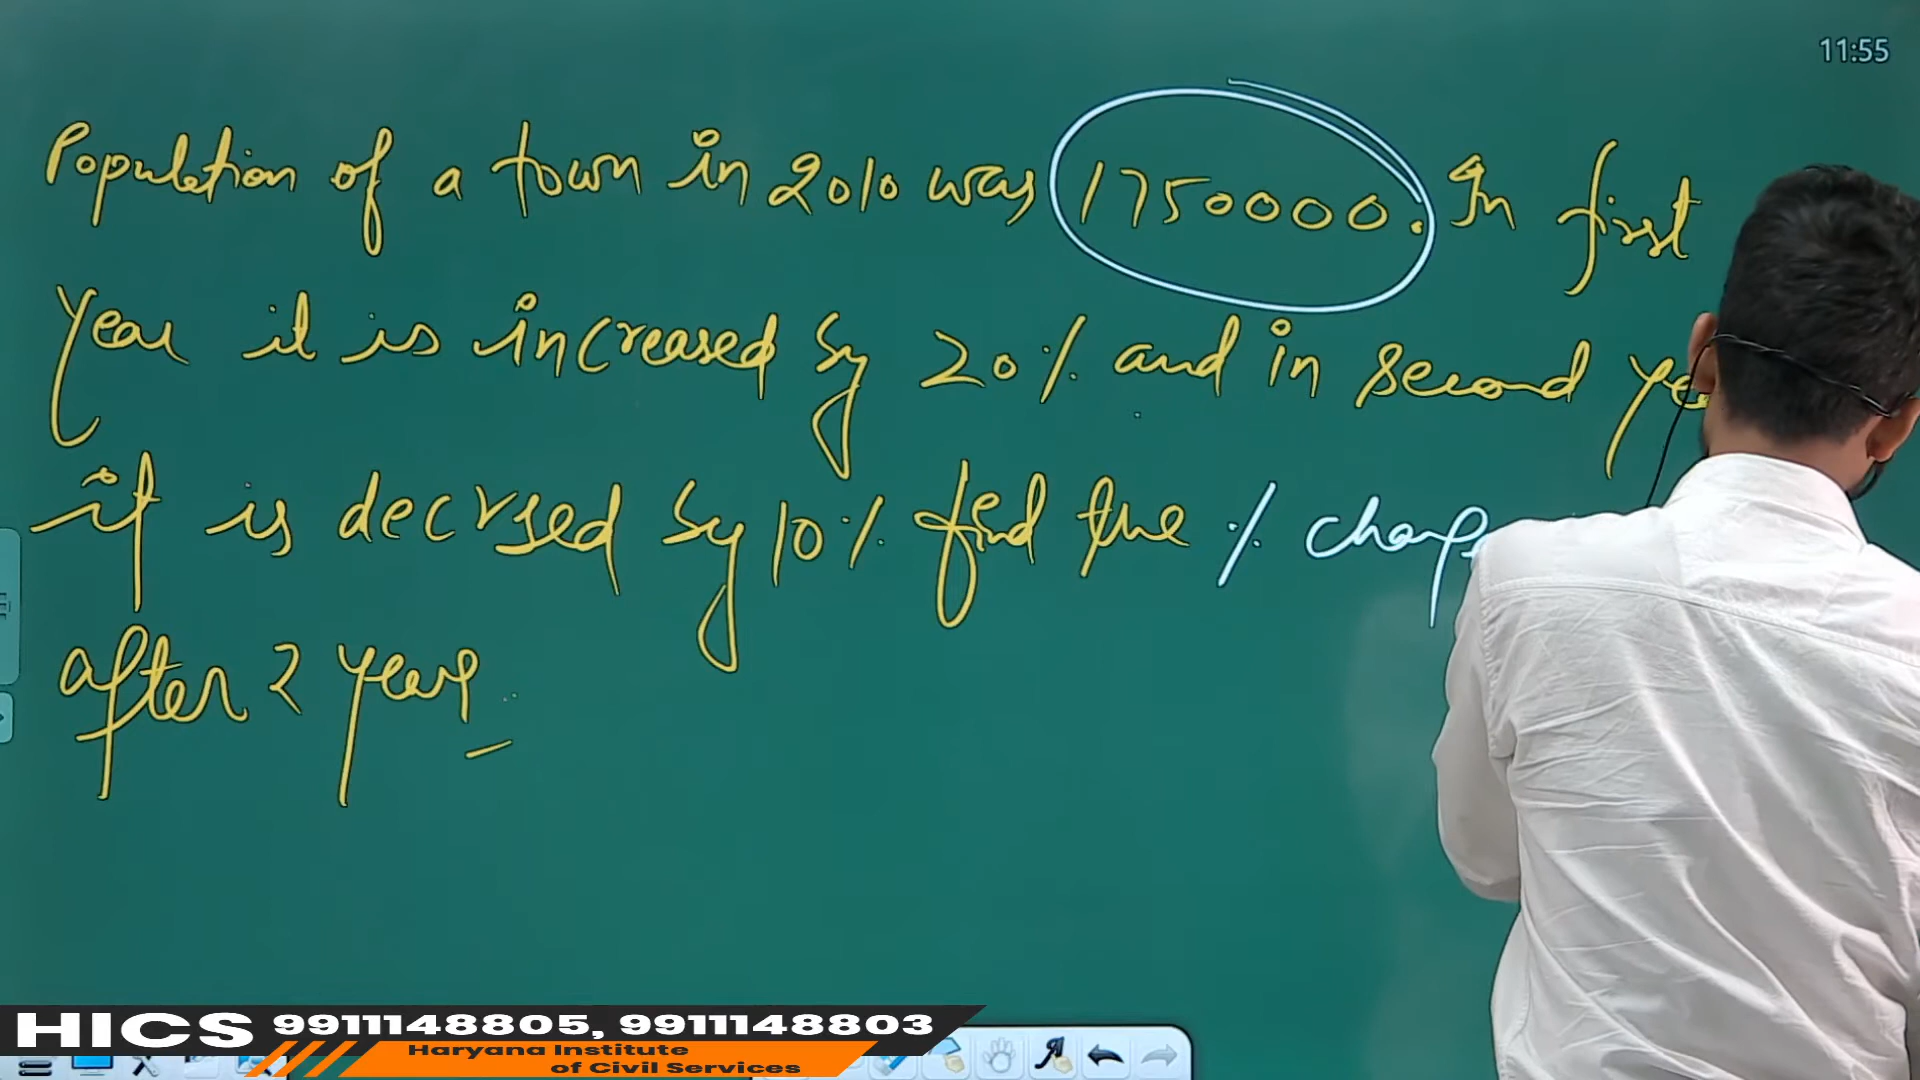 11:55
Population of a town in 2010 was 1750000. In first
year it is increased by 20% and in second
it is decrsed by 10% find the %
after 2 year
HICS 9911148805, 9911148803
Haryana Institute
of Civil Services